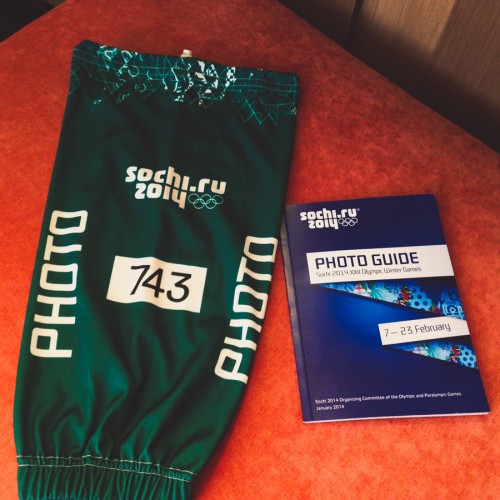 sochi.ru
2014
PHOTO
743
PHOTO
sochi.ru
2014
PHOTO GUIDE
Sochi 2014 XXII Olympic Winter Games
7 – 23 February
Sochi 2014 Organizing Committee of the Olympic and Paralympic Games
January 2014